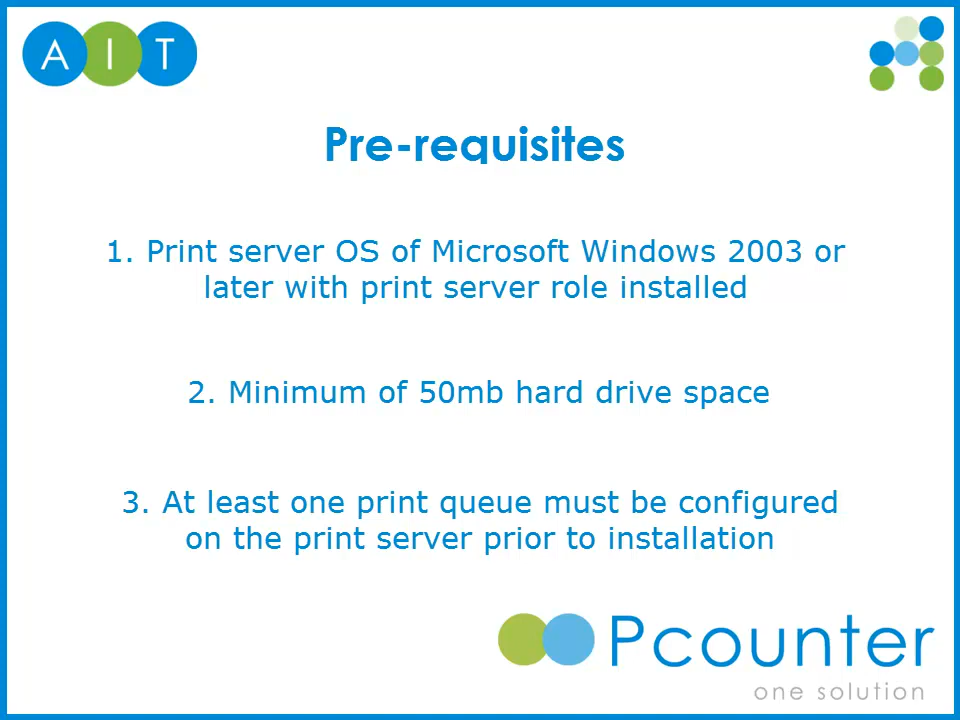 AIT
Pre-requisites
1. Print server OS of Microsoft Windows 2003 or
later with print server role installed
2. Minimum of 50mb hard drive space
3. At least one print queue must be configured
on the print server prior to installation
Pcounter
one solution